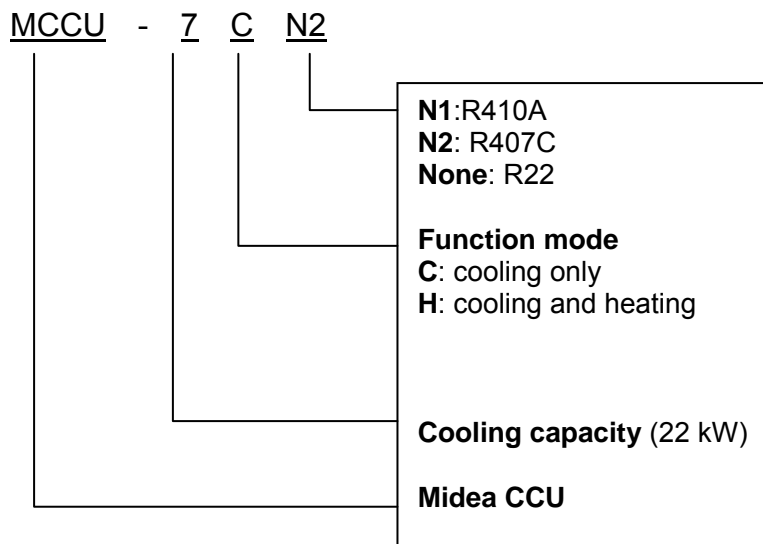 MCCU - 7 C N2
N1:R410A
N2: R407C
None: R22
Function mode
C: cooling only
H: cooling and heating
Cooling capacity (22 kW)
Midea CCU